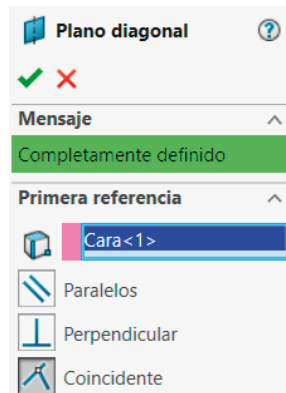 Plano diagonal
Mensaje
Completamente definido
Primera referencia
Cara<1>
Paralelos
Perpendicular
Coincidente